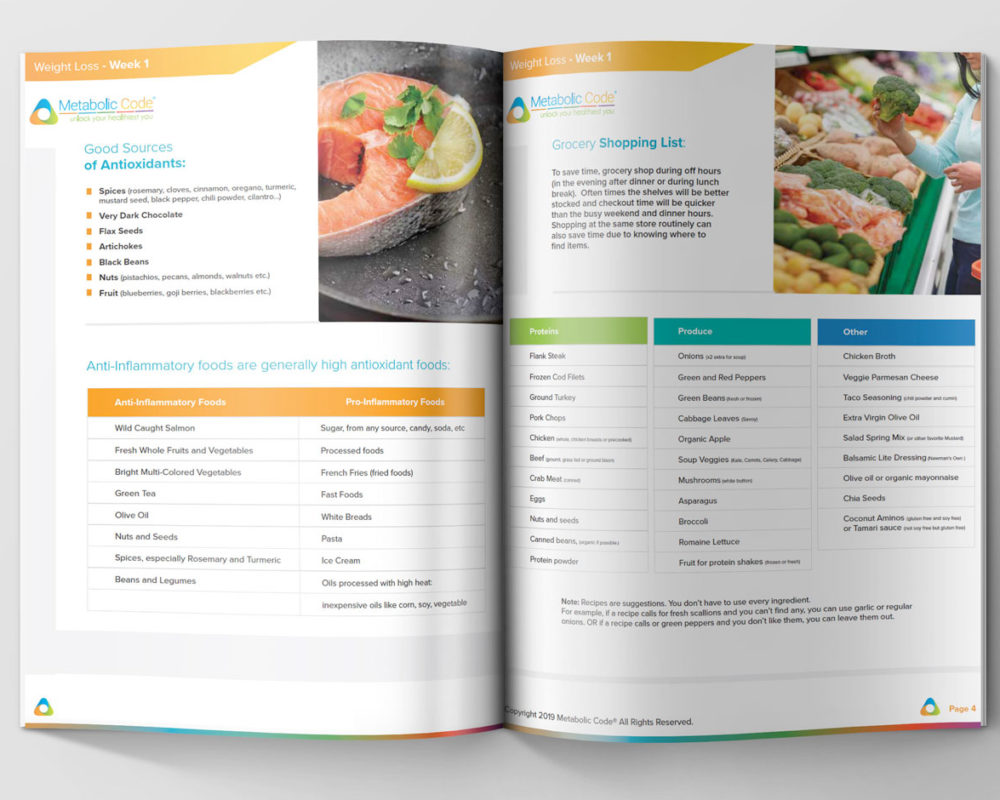 Weight Loss - Week 1
Metabolic Code®
unlock your healthiest you
Good Sources
of Antioxidants:
Spices (rosemary, cloves, cinnamon, oregano, turmeric,
mustard seed, black pepper, chili powder, cilantro...)
Very Dark Chocolate
Flax Seeds
Artichokes
Black Beans
Nuts (pistachios, pecans, almonds, walnuts etc.)
Fruit (blueberries, goji berries, blackberries etc.)
Anti-Inflammatory foods are generally high antioxidant foods:
Anti-Inflammatory Foods Pro-Inflammatory Foods
Wild Caught Salmon Sugar, from any source, candy, soda, etc
Fresh Whole Fruits and Vegetables Processed foods
Bright Multi-Colored Vegetables French Fries (fried foods)
Green Tea Fast Foods
Olive Oil White Breads
Nuts and Seeds Pasta
Spices, especially Rosemary and Turmeric Ice Cream
Beans and Legumes Oils processed with high heat:
inexpensive oils like corn, soy, vegetable
Weight Loss - Week 1
Metabolic Code®
unlock your healthiest you
Grocery Shopping List:
To save time, grocery shop during off hours
(in the evening after dinner or during lunch
break). Often times the shelves will be better
stocked and checkout time will be quicker
than the busy weekend and dinner hours.
Shopping at the same store routinely can
also save time due to knowing where to
find items.
Proteins
Flank Steak
Frozen Cod Filets
Ground Turkey
Pork Chops
Chicken (whole, chicken breasts or precooked)
Beef (ground, grass fed or ground bison)
Crab Meat (canned)
Eggs
Nuts and seeds
Canned beans, (organic if possible)
Protein powder
Produce
Onions (x2 extra for soup)
Green and Red Peppers
Green Beans (fresh or frozen)
Cabbage Leaves (Savoy)
Organic Apple
Soup Veggies (Kale, Carrots, Celery, Cabbage)
Mushrooms (white button)
Asparagus
Broccoli
Romaine Lettuce
Fruit for protein shakes (frozen or fresh)
Other
Chicken Broth
Veggie Parmesan Cheese
Taco Seasoning (chili powder and cumin)
Extra Virgin Olive Oil
Salad Spring Mix (or other favorite Mustard)
Balsamic Lite Dressing (Newman's Own)
Olive oil or organic mayonnaise
Chia Seeds
Coconut Aminos (gluten free and soy free)
or Tamari sauce (not soy free but gluten free)
Note: Recipes are suggestions. You don't have to use every ingredient.
For example, if a recipe calls for fresh scallions and you can't find any, you can use garlic or regular
onions. OR if a recipe calls or green peppers and you don't like them, you can leave them out.
Copyright 2019 Metabolic Code® All Rights Reserved.
Page 4